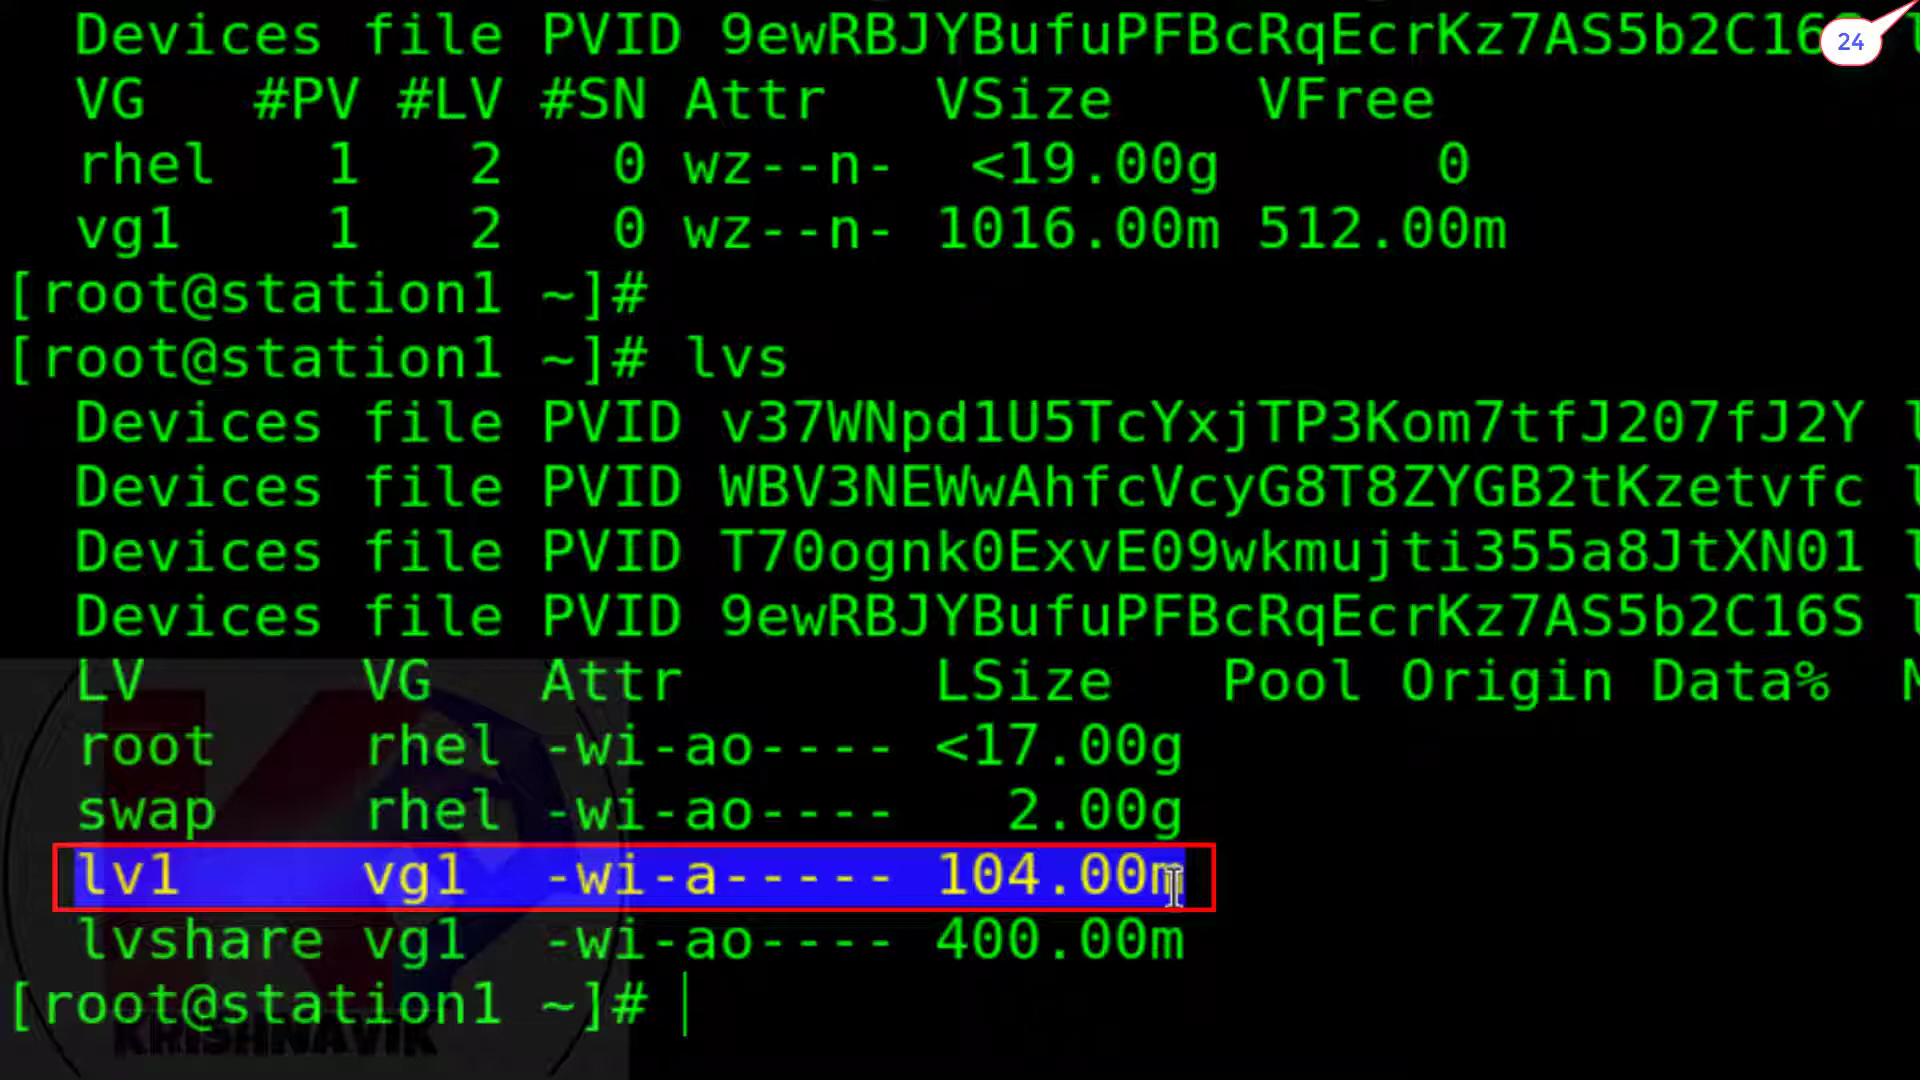 Devices file PVID 9ewRBJYBufuPFBcRqEcrKz7AS5b2C16S
24
VG #PV #LV #SN Attr VSize VFree
rhel 1 2 0 wz--n- <19.00g 0
vg1 1 2 0 wz--n- 1016.00m 512.00m
[root@station1 ~]#
[root@station1 ~]# lvs
Devices file PVID v37WNpd1U5TcYxjTP3Kom7tfJ207fJ2Y l
Devices file PVID WBV3NEWwAhfcVcyG8T8ZYGB2tKzetvfc l
Devices file PVID T70ognk0ExvE09wkmujti355a8JtXN01 l
Devices file PVID 9ewRBJYBufuPFBcRqEcrKz7AS5b2C16S l
LV VG Attr LSize Pool Origin Data% M
root rhel -wi-ao---- <17.00g
swap rhel -wi-ao---- 2.00g
lv1 vg1 -wi-a----- 104.00m
lvshare vg1 -wi-ao---- 400.00m
[root@station1 ~]#
KRISHNAVIK